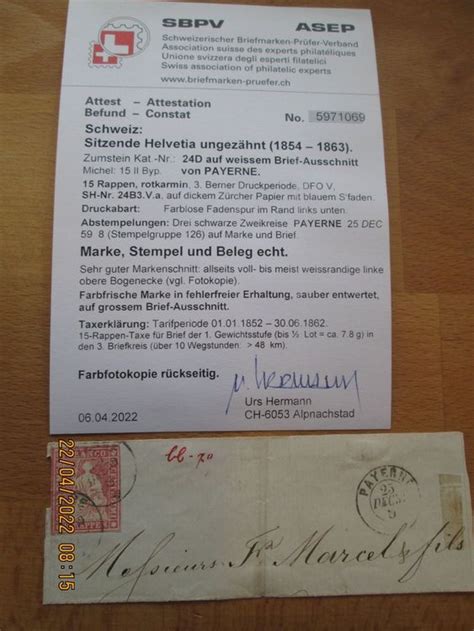 SBPV ASEP
Schweizerischer Briefmarken-Prüfer-Verband
Association suisse des experts philatéliques
Unione svizzera degli esperti filatelici
Swiss association of philatelic experts
www.briefmarken-pruefer.ch
Attest – Attestation
Befund – Constat No. 5971069
Schweiz:
Sitzende Helvetia ungezähnt (1854 – 1863).
Zumstein Kat -Nr.: 24D auf weissem Brief-Ausschnitt
Michel: 15 II Byp. von PAYERNE.
15 Rappen, rotkarmin, 3. Berner Druckperiode, DFO V,
SH-Nr. 24B3.V.a. auf dickem Zürcher Papier mit blauem S'faden.
Druckabart: Farblose Fadenspur im Rand links unten.
Abstempelungen: Drei schwarze Zweikreise PAYERNE 25 DEC
59 8 (Stempelgruppe 126) auf Marke und Brief.
Marke, Stempel und Beleg echt.
Sehr guter Markenschnitt: allseits voll- bis meist weissrandige linke
obere Bogenecke (vgl. Fotokopie).
Farbfrische Marke in fehlerfreier Erhaltung, sauber entwertet,
auf grossem Brief-Ausschnitt.
Taxerklärung: Tarifperiode 01.01.1852 – 30.06.1862.
15-Rappen-Taxe für Brief der 1. Gewichtsstufe (bis ½ Lot = ca. 7.8 g) in
den 3. Briefkreis (über 10 Wegstunden: > 48 km).
Farbfotokopie rückseitig.
Urs Hermann
06.04.2022 CH-6053 Alpnachstad
22/04/2022 08:15
FRANCO
RAPPEN
PAYERNE
25
DEC
Messieurs Fs Marcel & fils